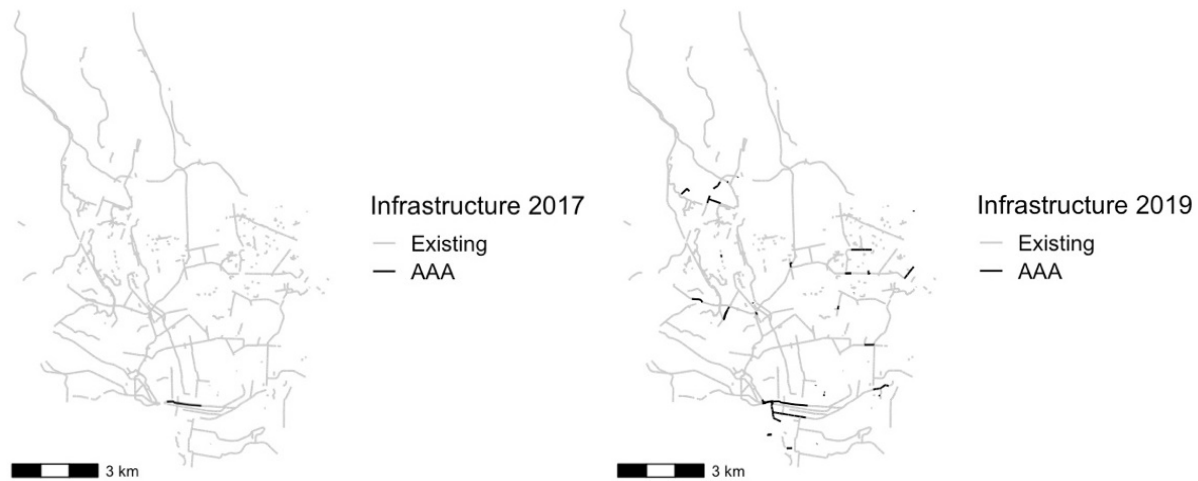 Infrastructure 2017
Existing
AAA
3 km
Infrastructure 2019
Existing
AAA
3 km